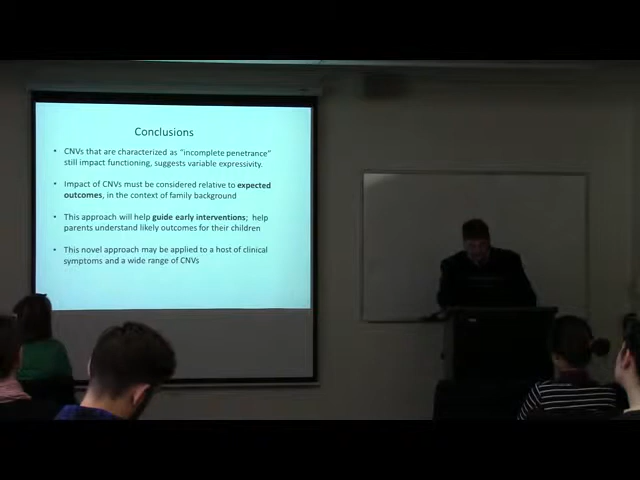 Conclusions
• CNVs that are characterized as "incomplete penetrance"
still impact functioning, suggests variable expressivity.
• Impact of CNVs must be considered relative to expected
outcomes, in the context of family background
• This approach will help guide early interventions; help
parents understand likely outcomes for their children
• This novel approach may be applied to a host of clinical
symptoms and a wide range of CNVs